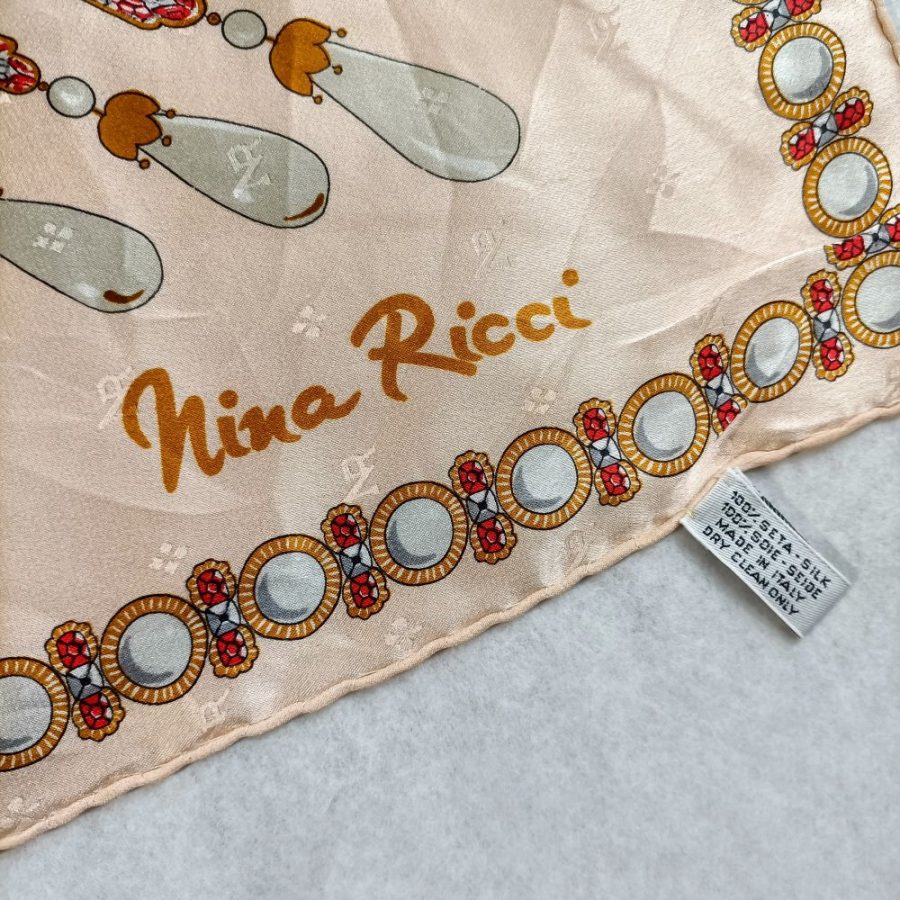 Nina Ricci
100% SETA - SILK
100% SOIE - SEIDE
MADE IN ITALY
DRY CLEAN ONLY